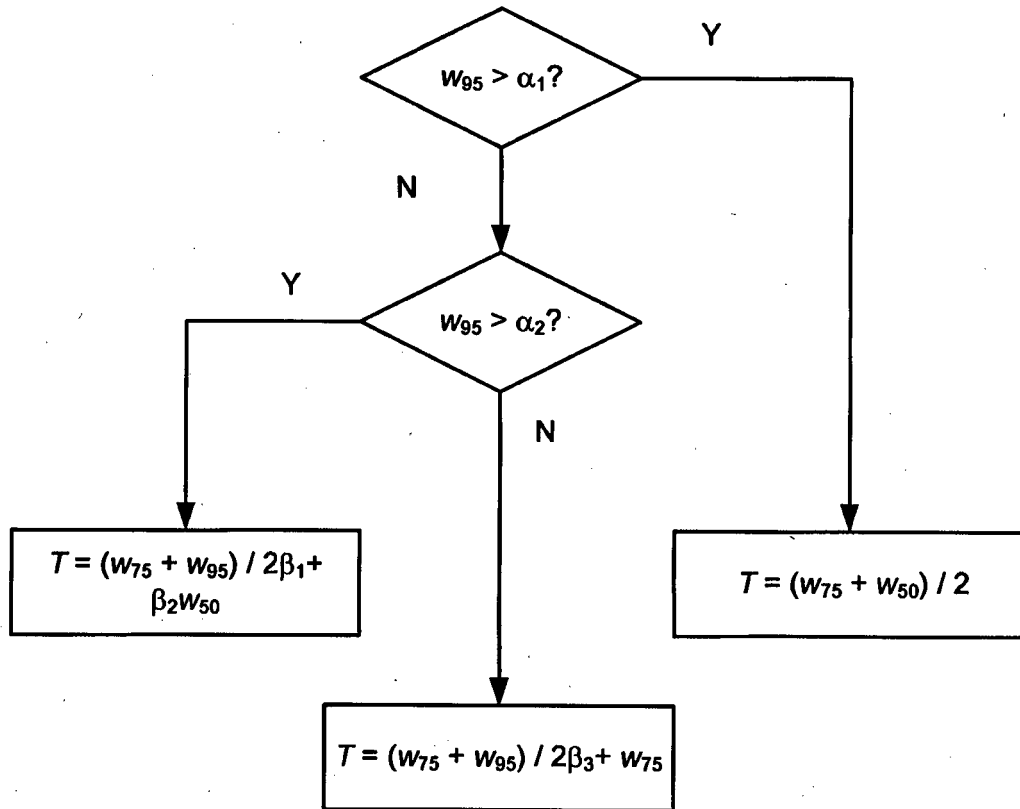 w95 > α1?
Y
N
w95 > α2?
Y
N
T = (w75 + w95) / 2β1+
β2w50
T = (w75 + w50) / 2
T = (w75 + w95) / 2β3+ w75